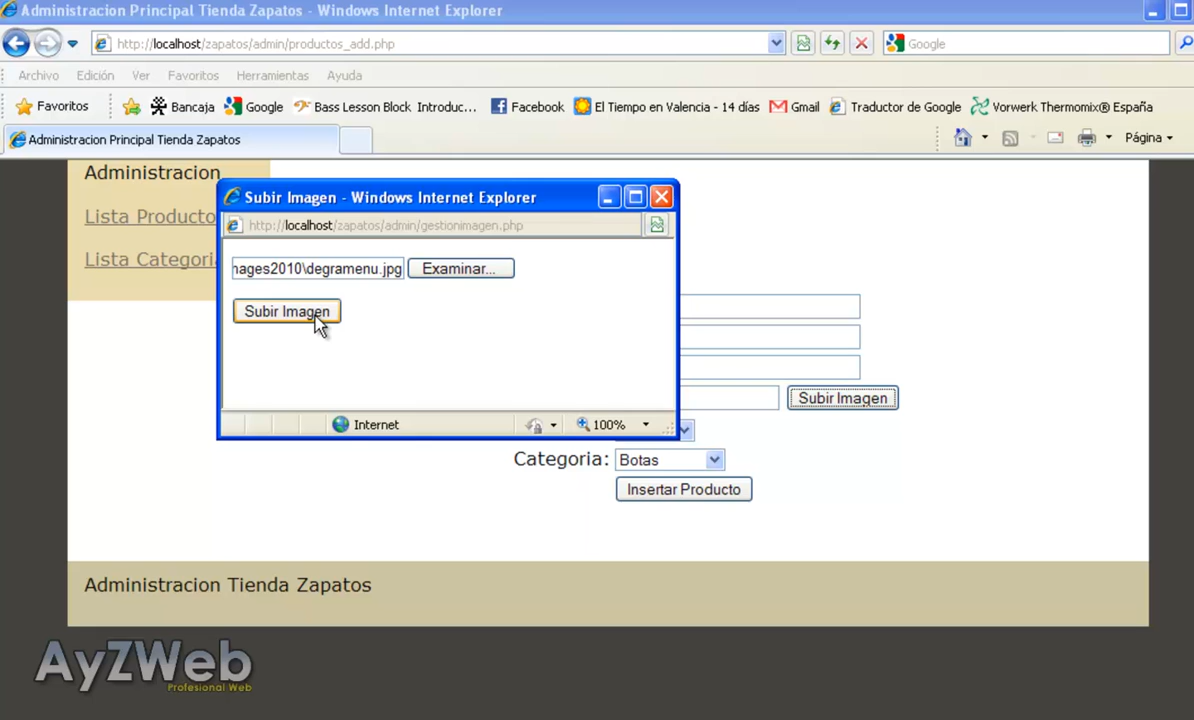 Administracion Principal Tienda Zapatos - Windows Internet Explorer
http://localhost/zapatos/admin/productos_add.php
Google
Archivo Edición Ver Favoritos Herramientas Ayuda
Favoritos Bancaja Google Bass Lesson Block Introduc... Facebook El Tiempo en Valencia - 14 días Gmail Traductor de Google Vorwerk Thermomix® España
Administracion Principal Tienda Zapatos
Página
Administracion
Lista Producto
Lista Categoria
Subir Imagen - Windows Internet Explorer
http://localhost/zapatos/admin/gestionimagen.php
mages2010\degramenu.jpg Examinar...
Subir Imagen
Internet 100%
Subir Imagen
Categoria: Botas
Insertar Producto
Administracion Tienda Zapatos
AyZWeb
Profesional Web